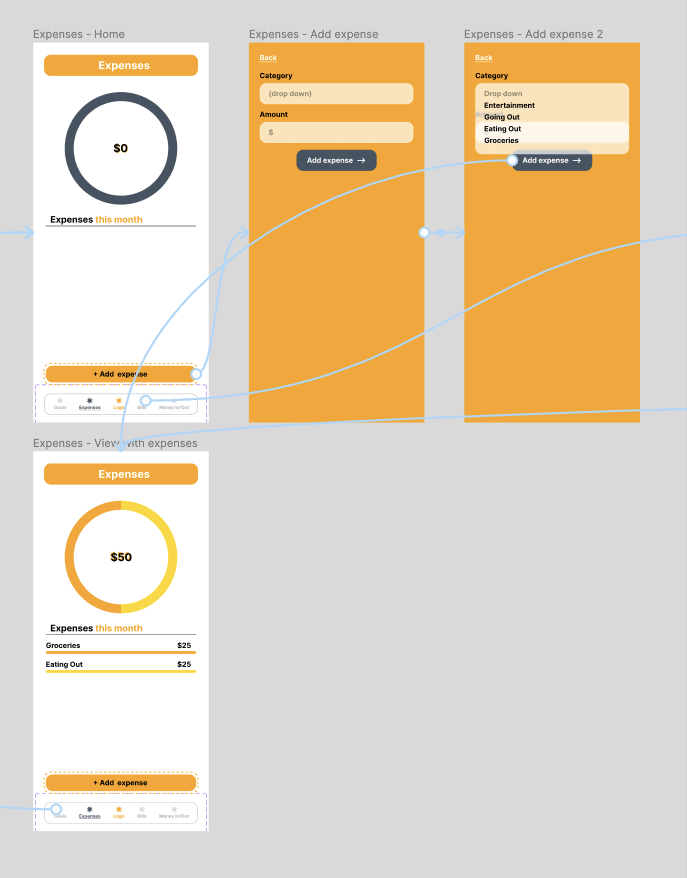 Expenses - Home
Expenses
$0
Expenses this month
+ Add expense
Goals Expenses Logo Bills Money In/Out
Expenses - Add expense
Back
Category
(drop down)
Amount
$
Add expense →
Expenses - Add expense 2
Back
Category
Drop down
Entertainment
Going Out
Eating Out
Groceries
Add expense →
Expenses - View with expenses
Expenses
$50
Expenses this month
Groceries $25
Eating Out $25
+ Add expense
Goals Expenses Logo Bills Money In/Out